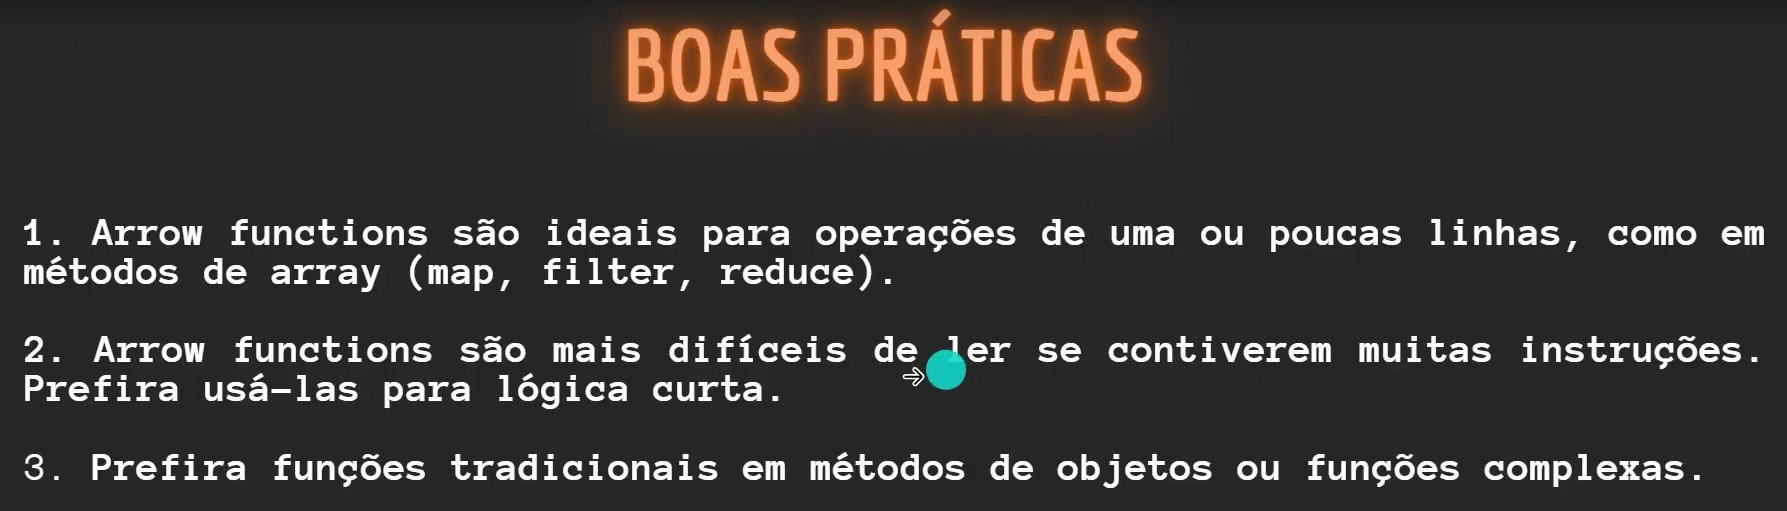 BOAS PRÁTICAS
1. Arrow functions são ideais para operações de uma ou poucas linhas, como em
métodos de array (map, filter, reduce).
2. Arrow functions são mais difíceis de ler se contiverem muitas instruções.
Prefira usá-las para lógica curta.
3. Prefira funções tradicionais em métodos de objetos ou funções complexas.